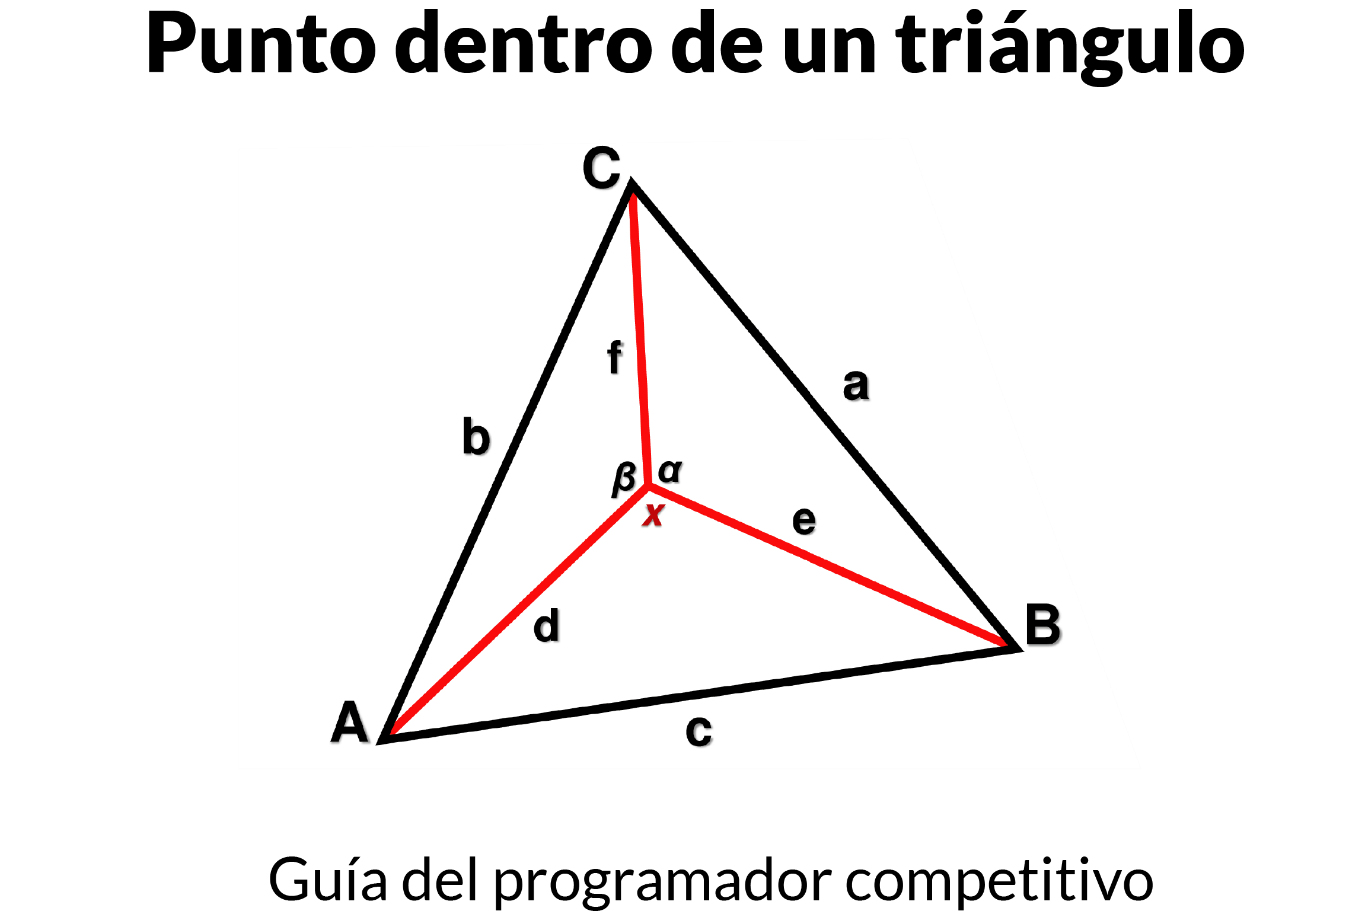 Punto dentro de un triángulo
C
f
a
b
β α
x
e
d
B
A
c
Guía del programador competitivo